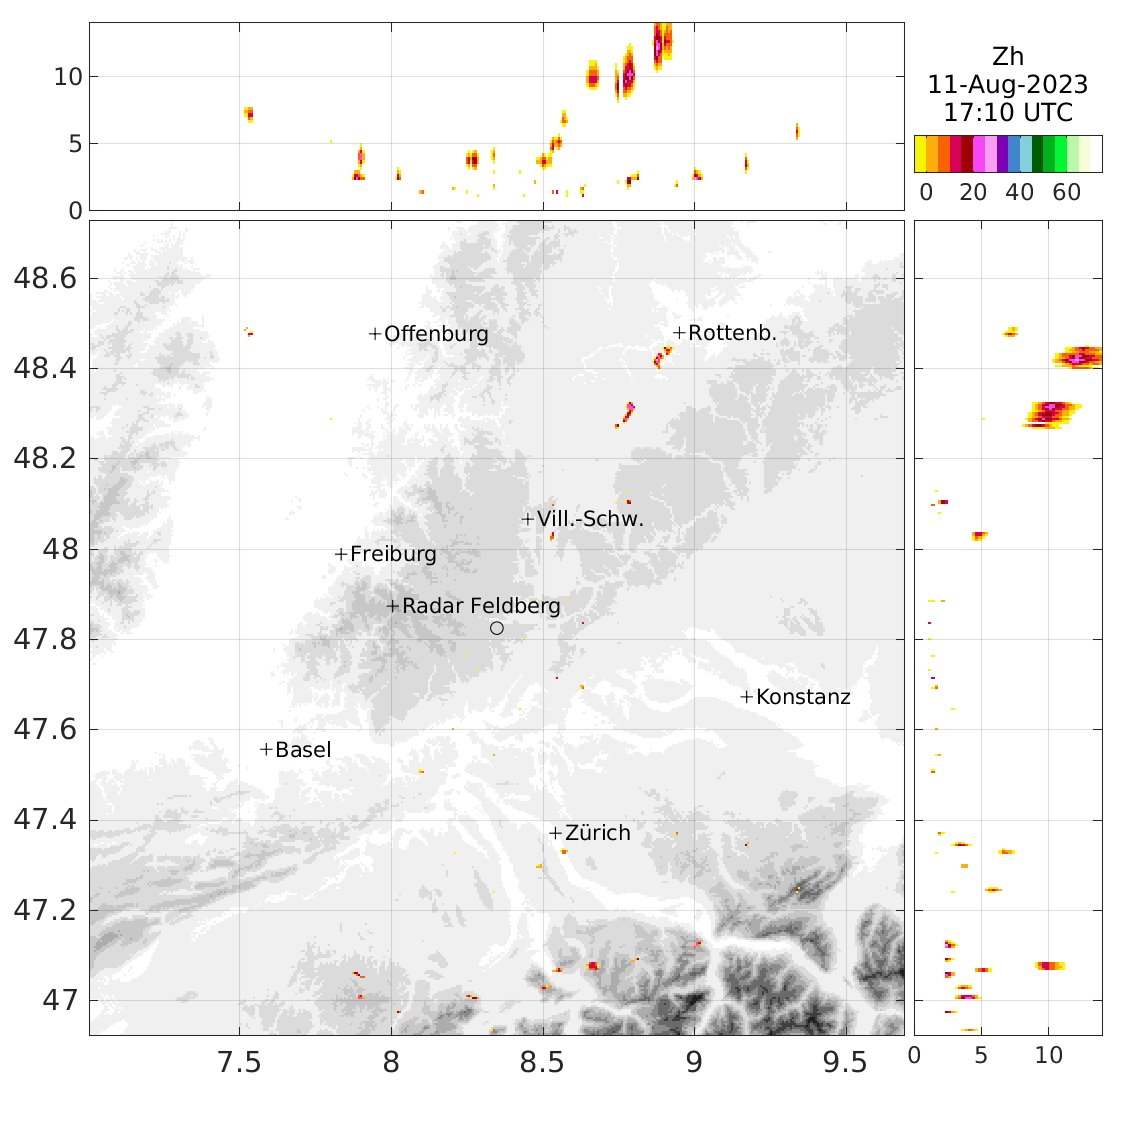 Zh
11-Aug-2023
17:10 UTC
10
5
0
0 20 40 60
48.6
48.4
48.2
48
47.8
47.6
47.4
47.2
47
+Offenburg
+Rottenb.
+Vill.-Schw.
+Freiburg
+Radar Feldberg
+Konstanz
+Basel
+Zürich
7.5 8 8.5 9 9.5
0 5 10